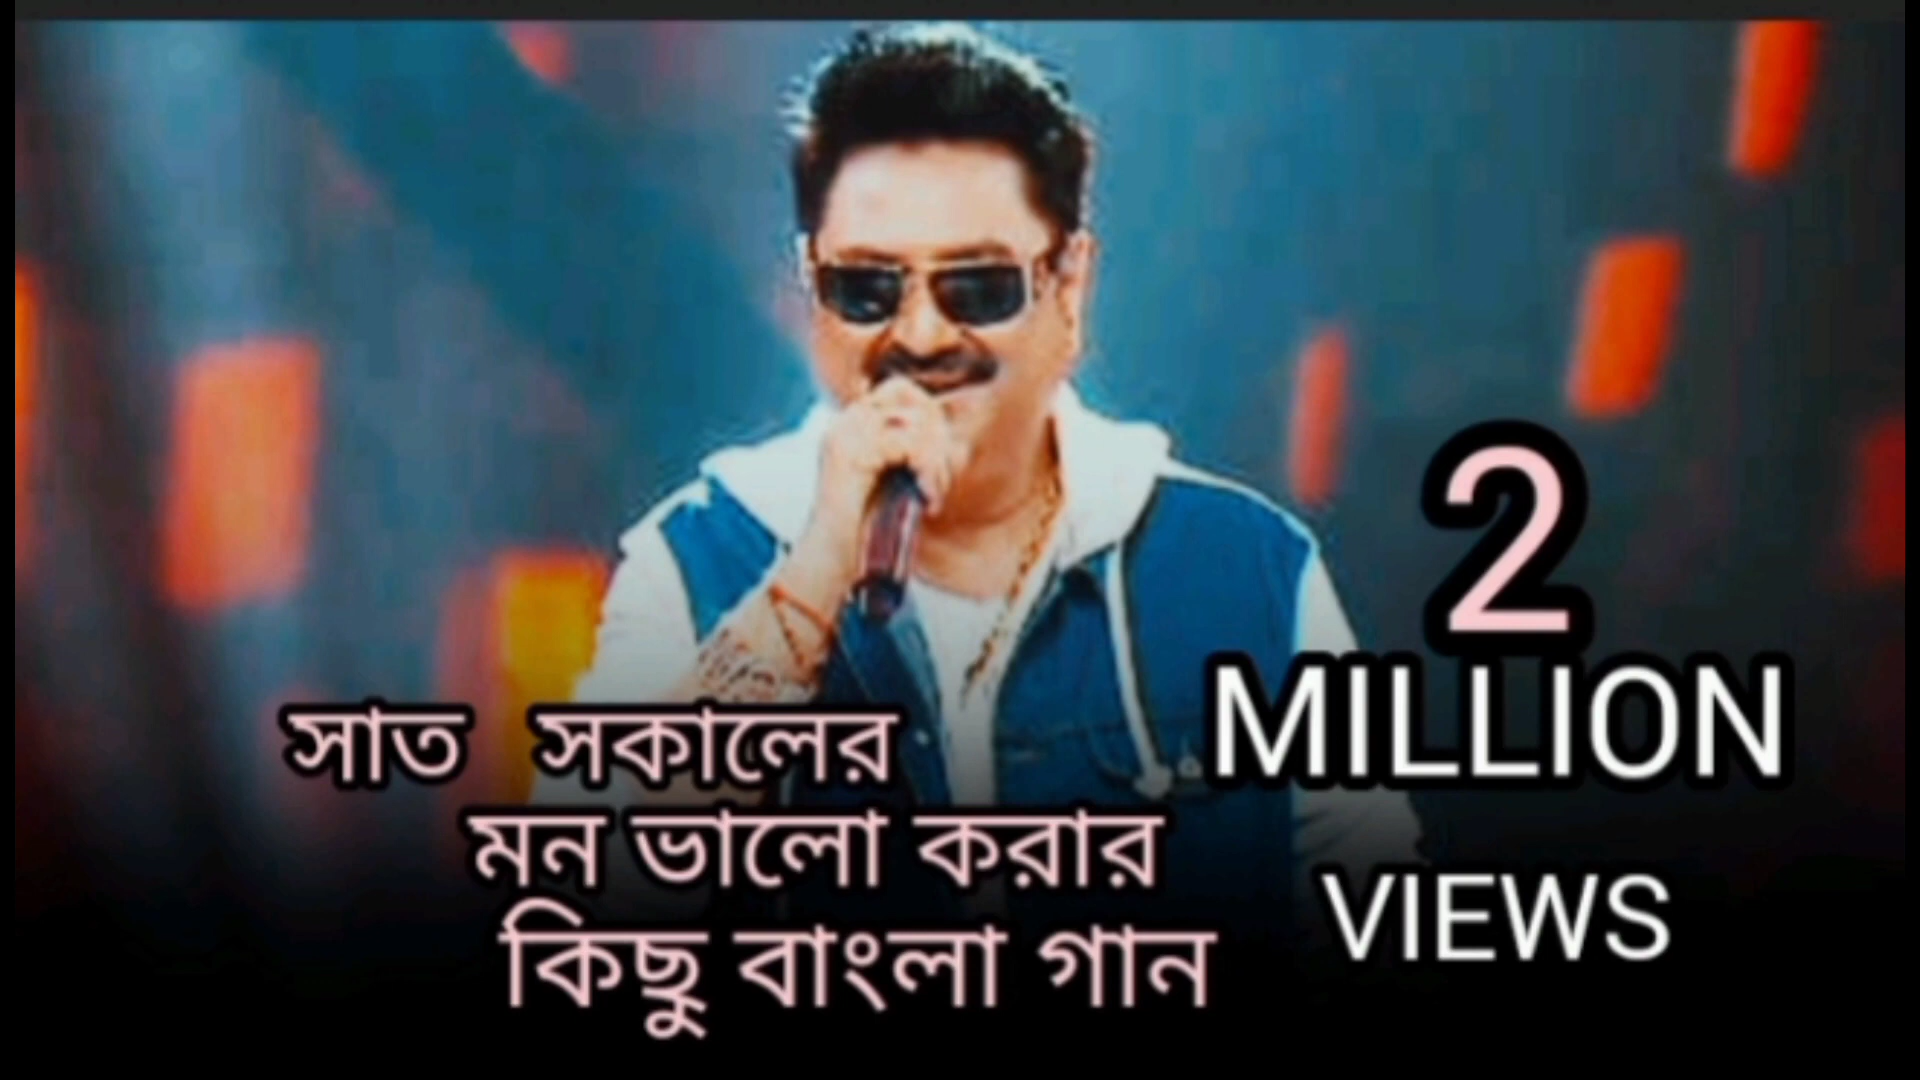 সাত সকালের
মন ভালো করার
কিছু বাংলা গান
2
MILLION
VIEWS